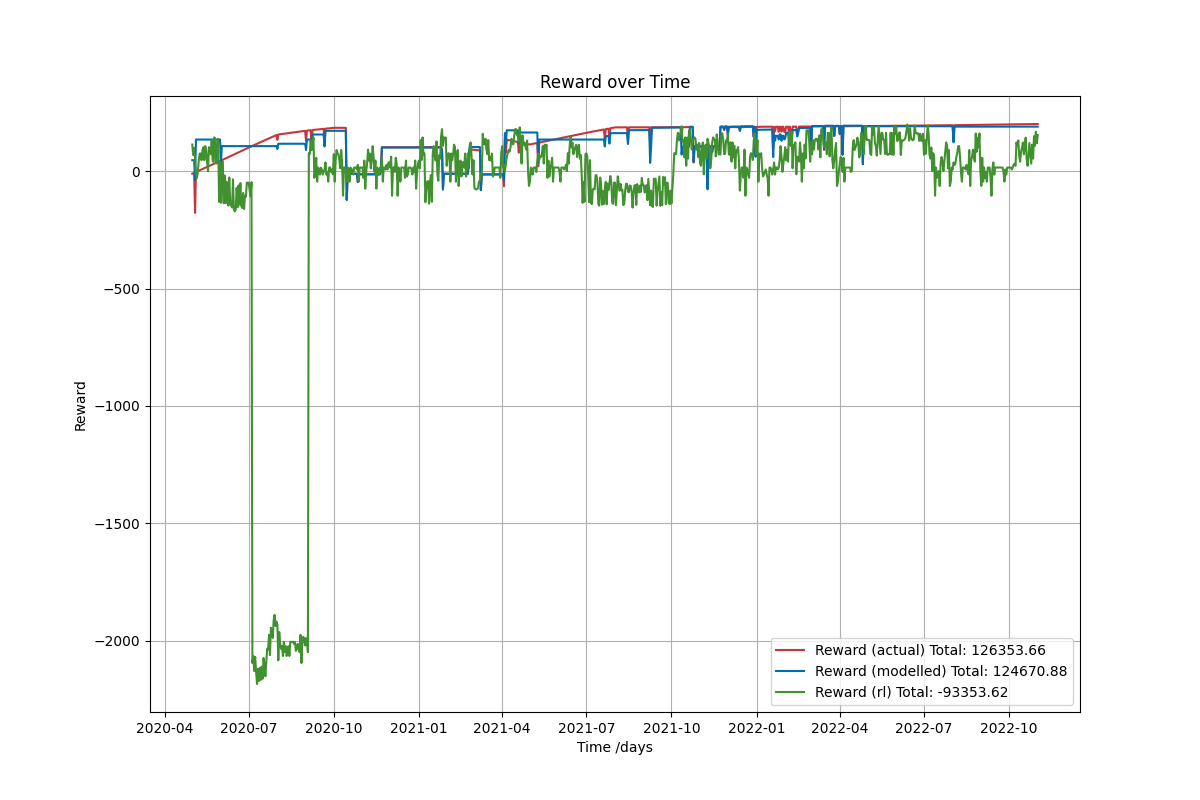 Reward over Time
Reward
0
−500
−1000
−1500
−2000
2020-04 2020-07 2020-10 2021-01 2021-04 2021-07 2021-10 2022-01 2022-04 2022-07 2022-10
Time /days
Reward (actual) Total: 126353.66
Reward (modelled) Total: 124670.88
Reward (rl) Total: -93353.62